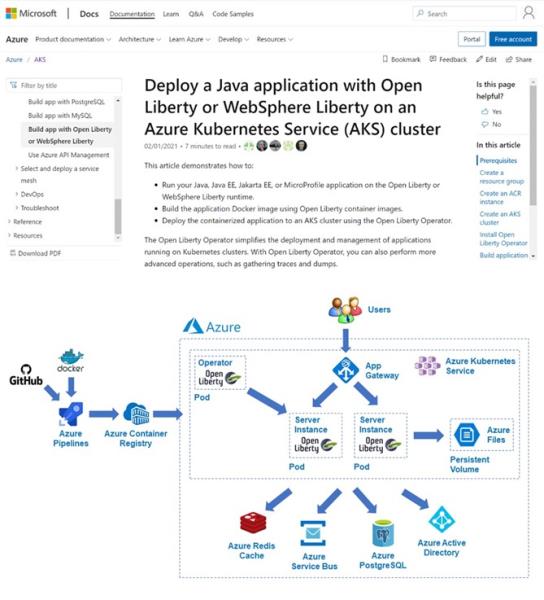 Microsoft | Docs Documentation Learn Q&A Code Samples Search
Azure Product documentation Architecture Learn Azure Develop Resources Portal Free account
Azure / AKS Bookmark Feedback Edit Share
Filter by title
Build app with PostgreSQL
Build app with MySQL
Build app with Open Liberty
or WebSphere Liberty
Use Azure API Management
Select and deploy a service
mesh
DevOps
Troubleshoot
Reference
Resources
Download PDF
Deploy a Java application with Open
Liberty or WebSphere Liberty on an
Azure Kubernetes Service (AKS) cluster
02/01/2021 • 7 minutes to read •
This article demonstrates how to:
• Run your Java, Java EE, Jakarta EE, or MicroProfile application on the Open Liberty or
WebSphere Liberty runtime.
• Build the application Docker image using Open Liberty container images.
• Deploy the containerized application to an AKS cluster using the Open Liberty Operator.
The Open Liberty Operator simplifies the deployment and management of applications
running on Kubernetes clusters. With Open Liberty Operator, you can also perform more
advanced operations, such as gathering traces and dumps.
Is this page
helpful?
Yes
No
In this article
Prerequisites
Create a
resource group
Create an ACR
instance
Create an AKS
cluster
Install Open
Liberty Operator
Build application
Users
Azure
Operator
Open
Liberty
Pod
App
Gateway
Azure Kubernetes
Service
GitHub
docker
Azure
Pipelines
Azure Container
Registry
Server
Instance
Open
Liberty
Pod
Server
Instance
Open
Liberty
Pod
Azure
Files
Persistent
Volume
Azure Redis
Cache
Azure
Service Bus
Azure
PostgreSQL
Azure Active
Directory